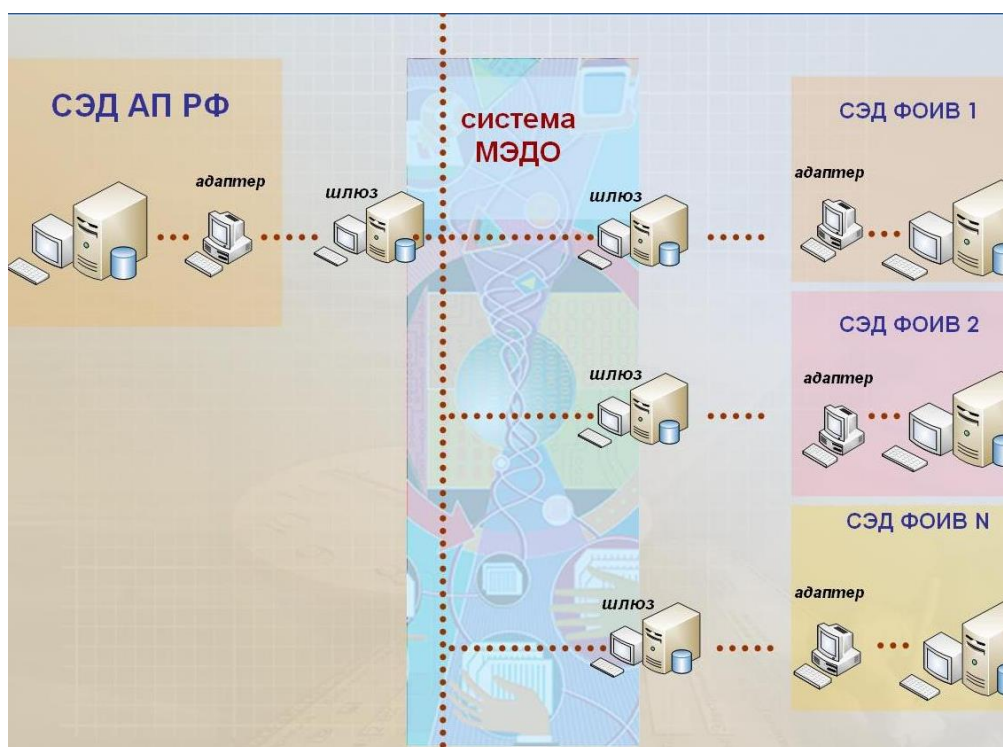 СЭД АП РФ
адаптер
шлюз
система
МЭДО
шлюз
СЭД ФОИВ 1
адаптер
шлюз
СЭД ФОИВ 2
адаптер
шлюз
СЭД ФОИВ N
адаптер